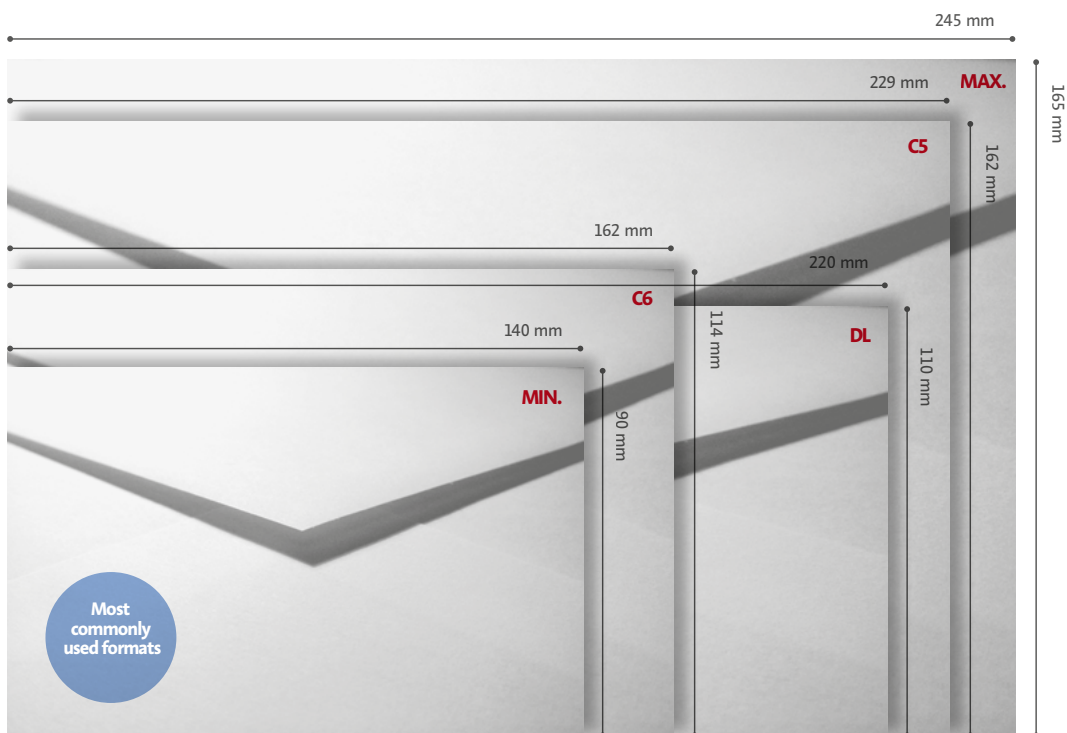 245 mm
MAX.
229 mm
165 mm
C5
162 mm
162 mm
220 mm
C6
114 mm
140 mm
DL
110 mm
MIN.
90 mm
Most
commonly
used formats